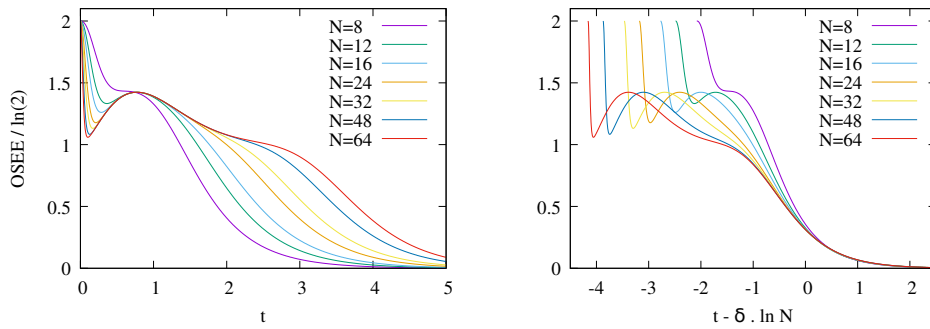 OSEE / ln(2)
2
1.5
1
0.5
0
0
1
2
3
4
5
t
N=8
N=12
N=16
N=24
N=32
N=48
N=64
2
1.5
1
0.5
0
-4
-3
-2
-1
0
1
2
t - δ . ln N
N=8
N=12
N=16
N=24
N=32
N=48
N=64